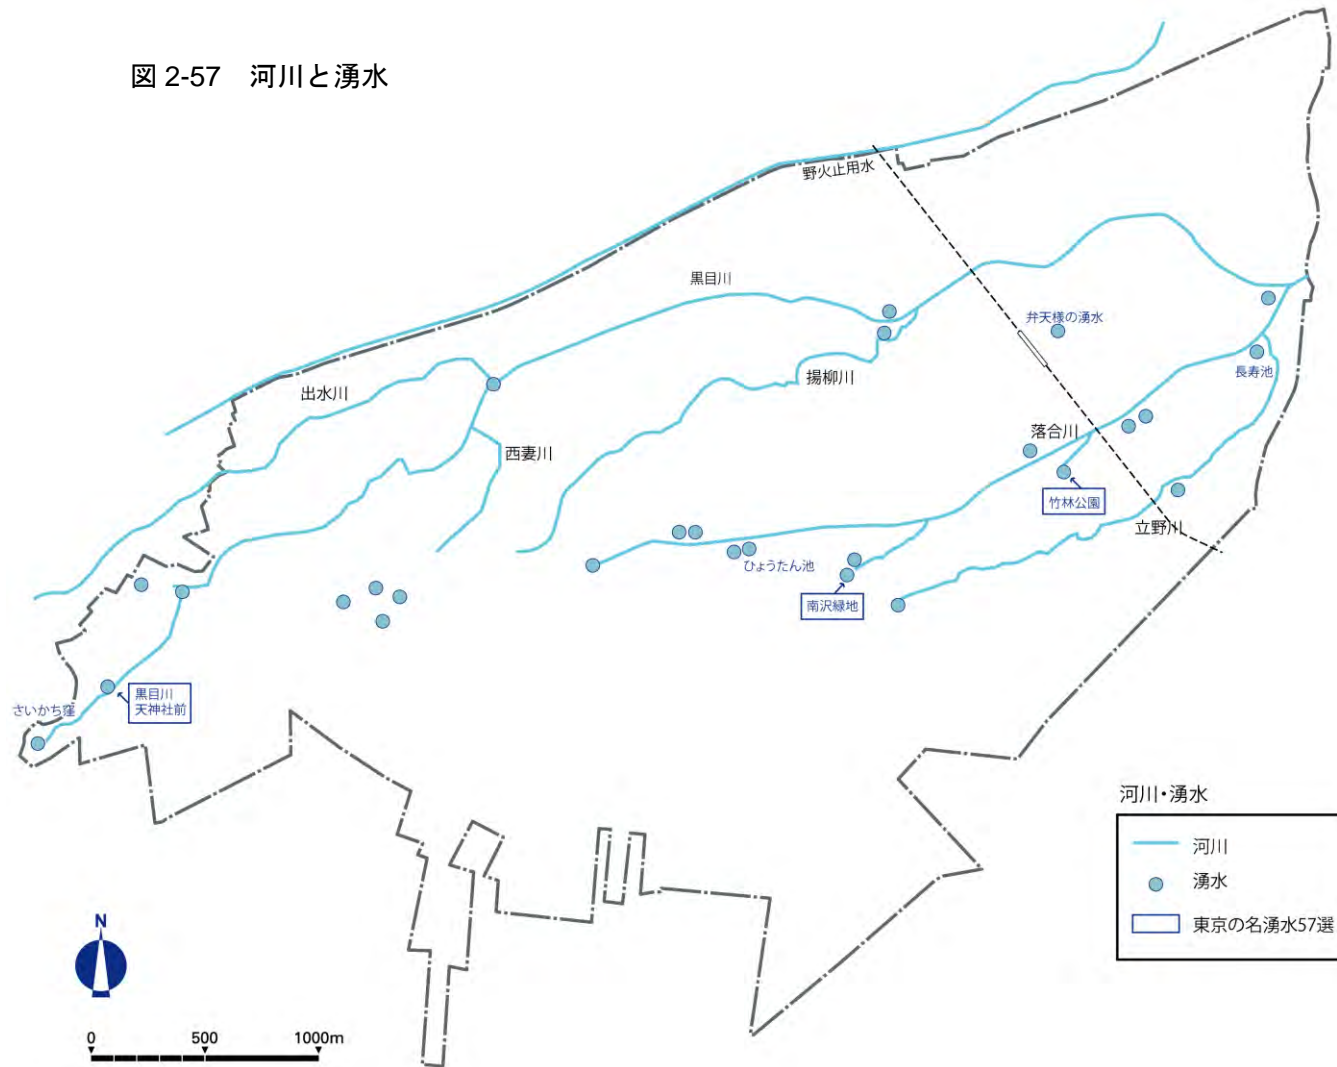 図 2-57 河川と湧水
野火止用水
黒目川
弁天様の湧水
出水川
揚柳川
長寿池
西妻川
落合川
竹林公園
立野川
ひょうたん池
南沢緑地
黒目川
天神社前
さいかち窪
河川・湧水
河川
湧水
東京の名湧水57選
N
0 500 1000m